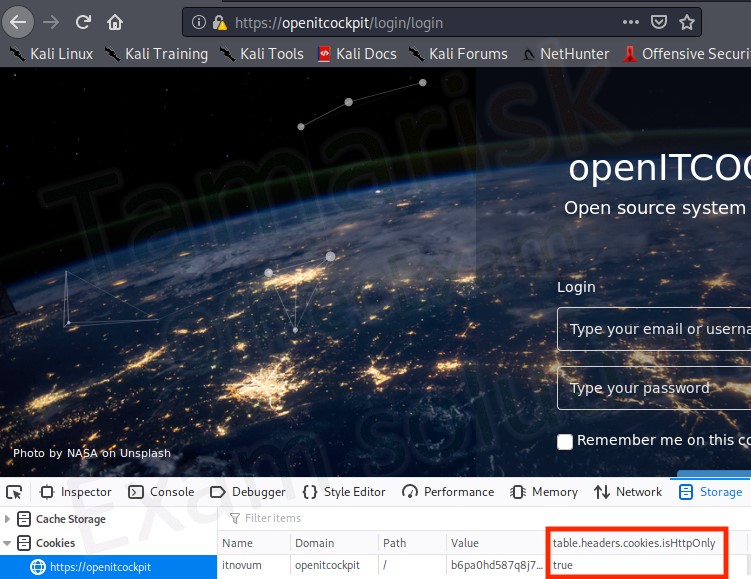 https://openitcockpit/login/login
Kali Linux Kali Training Kali Tools Kali Docs Kali Forums NetHunter Offensive Securi
Tamarisk
Exam solu
openITCOC
Open source system
Login
Type your email or userna
Type your password
Remember me on this co
Photo by NASA on Unsplash
Inspector Console Debugger Style Editor Performance Memory Network Storage
Cache Storage
Filter items
Cookies
Name Domain Path Value table.headers.cookies.isHttpOnly
https://openitcockpit
itnovum openitcockpit / b6pa0hd587q8j7... true